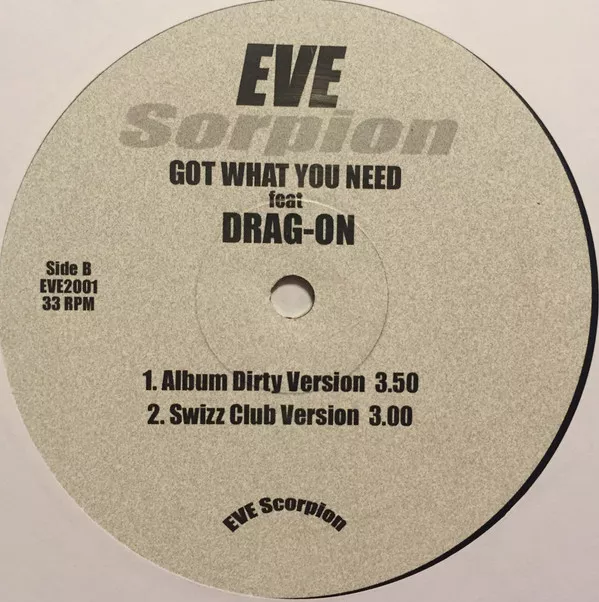 EVE
Sorpion
GOT WHAT YOU NEED
feat
DRAG-ON
Side B
EVE2001
33 RPM
1. Album Dirty Version 3.50
2. Swizz Club Version 3.00
EVE Scorpion